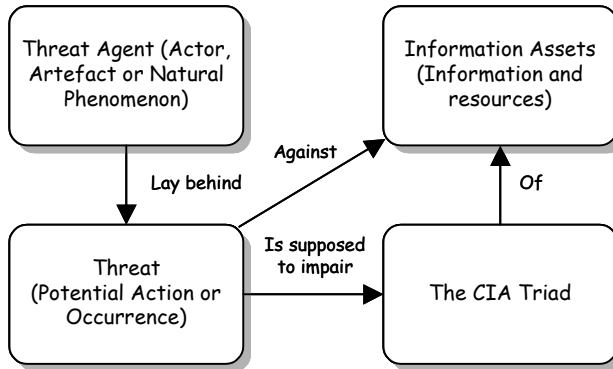 Threat Agent (Actor,
Artefact or Natural
Phenomenon)
Information Assets
(Information and
resources)
Against
Lay behind
Of
Is supposed
to impair
Threat
(Potential Action or
Occurrence)
The CIA Triad